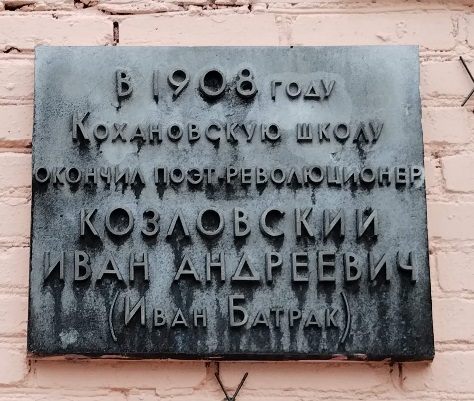 В 1908 году
Кохановскую школу
окончил поэт-революционер
КОЗЛОВСКИЙ
ИВАН АНДРЕЕВИЧ
(Иван Батрак)